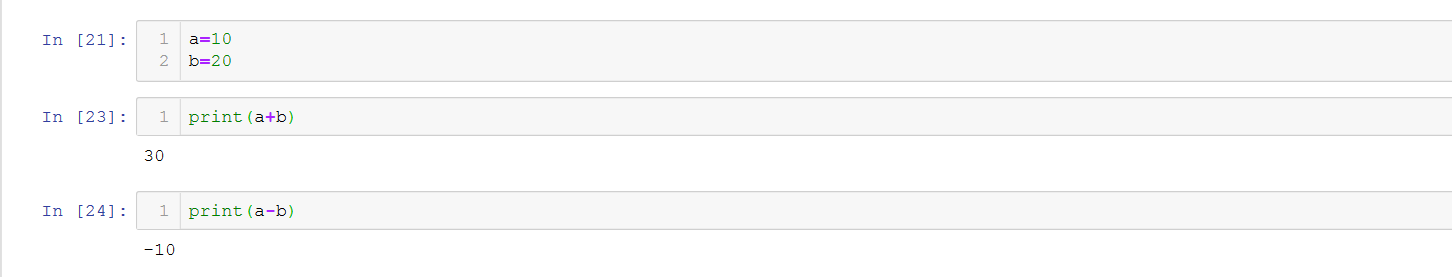 In [21]: 1 a=10
2 b=20
In [23]: 1 print(a+b)
30
In [24]: 1 print(a-b)
-10